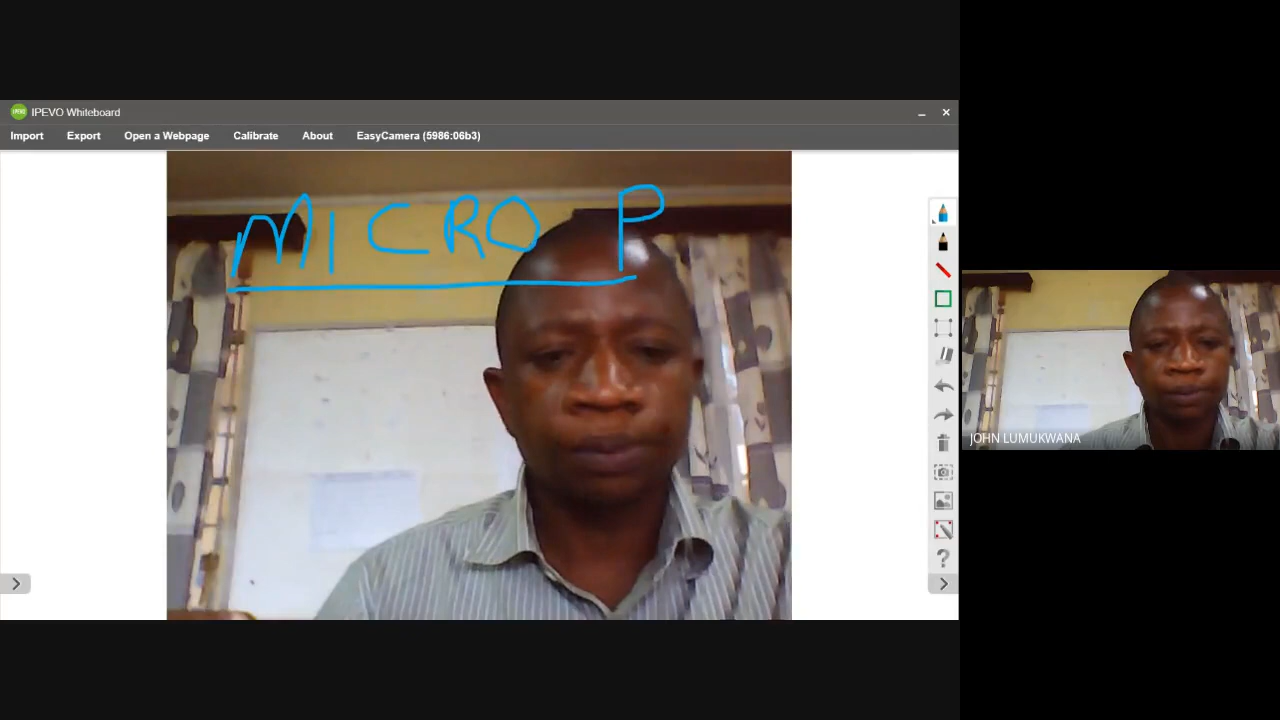 IPEVO Whiteboard
Import Export Open a Webpage Calibrate About EasyCamera (5986:06b3)
MICRO P
JOHN LUMUKWANA